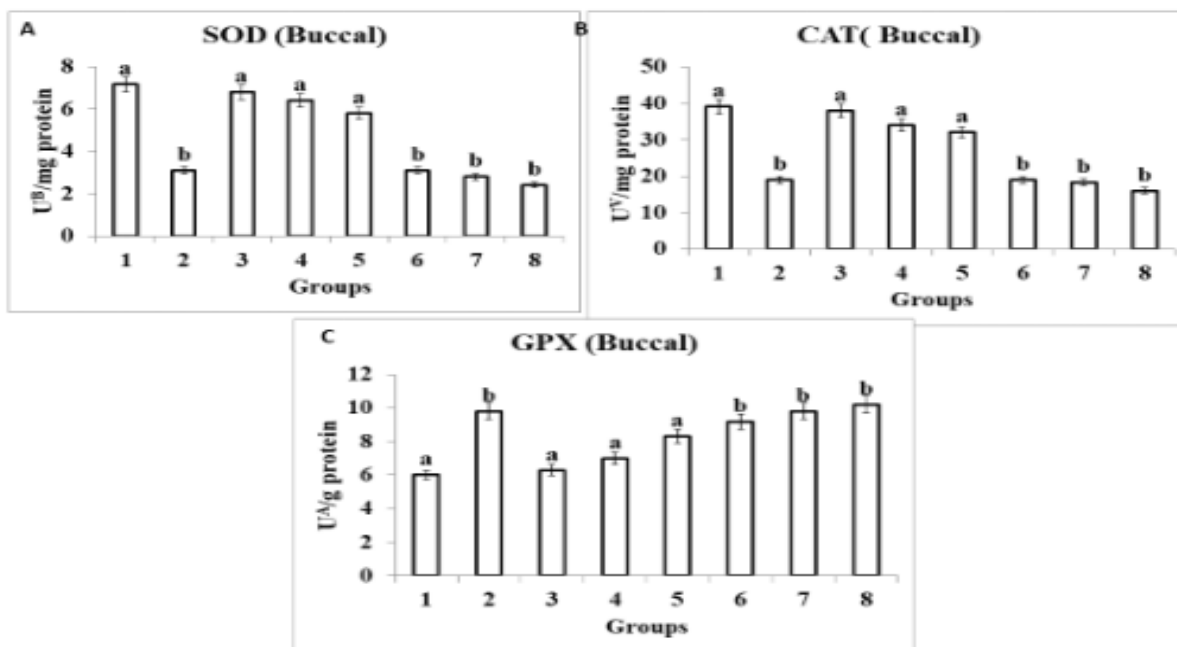 A
SOD (Buccal)
U^B/mg protein
8
6
4
2
0
a
b
a
a
a
b
b
b
1 2 3 4 5 6 7 8
Groups
B
CAT( Buccal)
U^V/mg protein
50
40
30
20
10
0
a
b
a
a
a
b
b
b
1 2 3 4 5 6 7 8
Groups
C
GPX (Buccal)
U^A/g protein
12
10
8
6
4
2
0
a
b
a
a
a
b
b
b
1 2 3 4 5 6 7 8
Groups